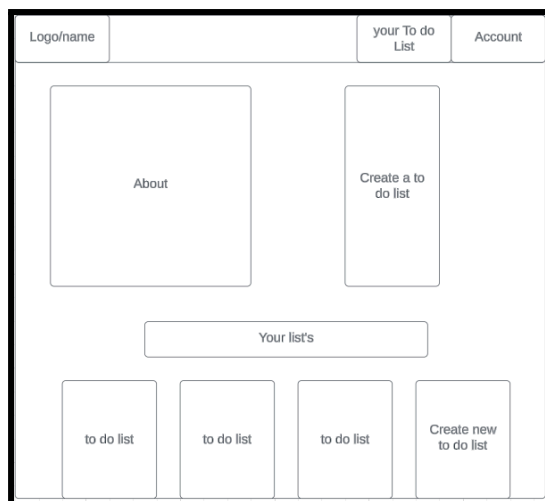 Logo/name
your To do
List
Account
About
Create a to
do list
Your list's
to do list
to do list
to do list
Create new
to do list